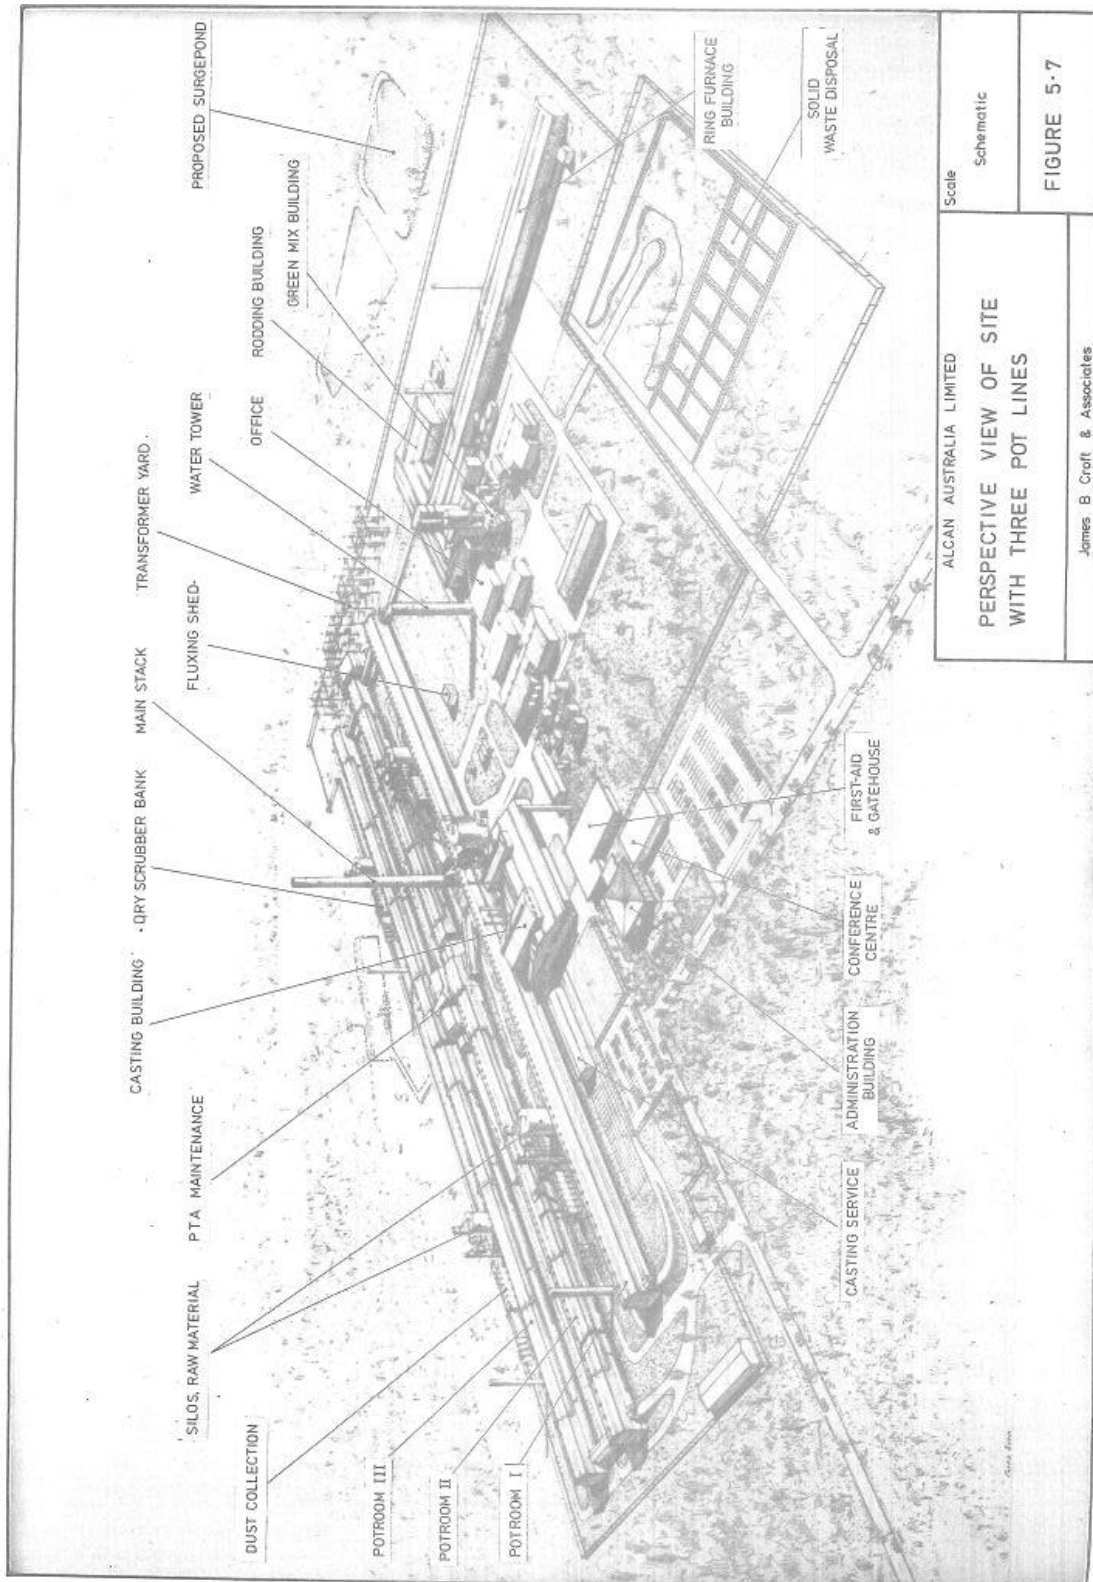 PROPOSED SURGEPOND
GREEN MIX BUILDING
RODDING BUILDING
OFFICE
WATER TOWER
TRANSFORMER YARD
FLUXING SHED
MAIN STACK
DRY SCRUBBER BANK
CASTING BUILDING
PTA MAINTENANCE
SILOS, RAW MATERIAL
DUST COLLECTION
POTROOM III
POTROOM II
POTROOM I
CASTING SERVICE
ADMINISTRATION
BUILDING
CONFERENCE
CENTRE
FIRST-AID
& GATEHOUSE
RING FURNACE
BUILDING
SOLID
WASTE DISPOSAL
ALCAN AUSTRALIA LIMITED
PERSPECTIVE VIEW OF SITE
WITH THREE POT LINES
James B Croft & Associates
Scale
Schematic
FIGURE 5·7